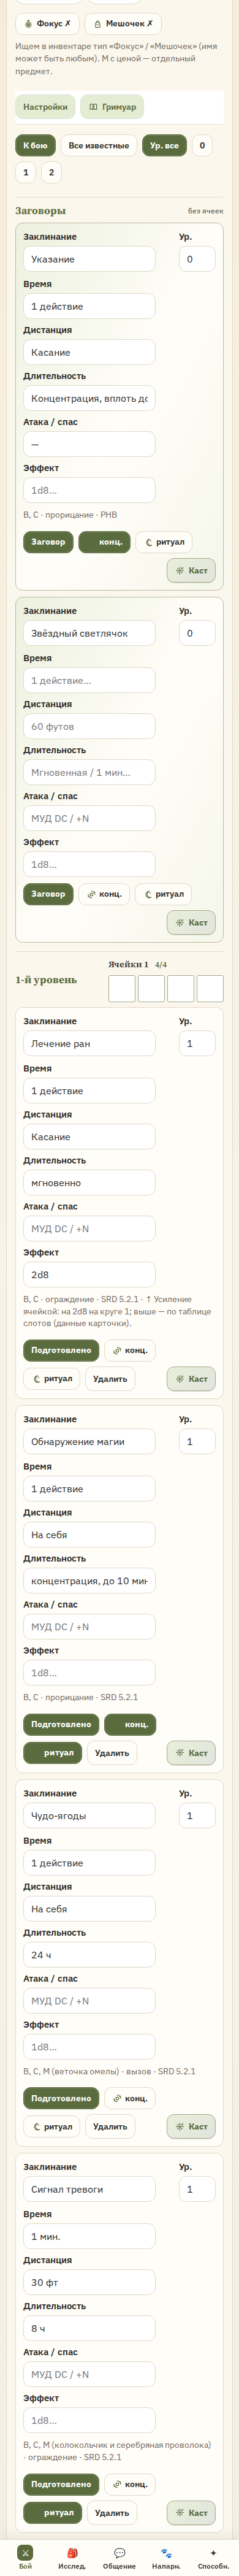 Фокус ✗ Мешочек ✗
Ищем в инвентаре тип «Фокус» / «Мешочек» (имя
может быть любым). М с ценой — отдельный
предмет.
Настройки Гримуар
К бою Все известные Ур. все 0
1 2
Заговоры без ячеек
Заклинание Ур.
Указание 0
Время
1 действие
Дистанция
Касание
Длительность
Концентрация, вплоть до
Атака / спас
—
Эффект
1d8…
В, С · прорицание · PHB
Заговор конц. ритуал
Каст
Заклинание Ур.
Звёздный светлячок 0
Время
1 действие…
Дистанция
60 футов
Длительность
Мгновенная / 1 мин…
Атака / спас
МУД DC / +N
Эффект
1d8…
Заговор конц. ритуал
Каст
Ячейки 1 4/4
1-й уровень
Заклинание Ур.
Лечение ран 1
Время
1 действие
Дистанция
Касание
Длительность
мгновенно
Атака / спас
МУД DC / +N
Эффект
2d8
В, С · ограждение · SRD 5.2.1 · ↑ Усиление
ячейкой: на 2d8 на круге 1; выше — по таблице
слотов (данные карточки).
Подготовлено конц.
ритуал Удалить Каст
Заклинание Ур.
Обнаружение магии 1
Время
1 действие
Дистанция
На себя
Длительность
концентрация, до 10 мин
Атака / спас
МУД DC / +N
Эффект
1d8…
В, С · прорицание · SRD 5.2.1
Подготовлено конц.
ритуал Удалить Каст
Заклинание Ур.
Чудо-ягоды 1
Время
1 действие
Дистанция
На себя
Длительность
24 ч
Атака / спас
МУД DC / +N
Эффект
1d8…
В, С, М (веточка омелы) · вызов · SRD 5.2.1
Подготовлено конц.
ритуал Удалить Каст
Заклинание Ур.
Сигнал тревоги 1
Время
1 мин.
Дистанция
30 фт
Длительность
8 ч
Атака / спас
МУД DC / +N
Эффект
1d8…
В, С, М (колокольчик и серебряная проволока)
· ограждение · SRD 5.2.1
Подготовлено конц.
ритуал Удалить Каст
Бой Исслед. Общение Напарн. Способн.